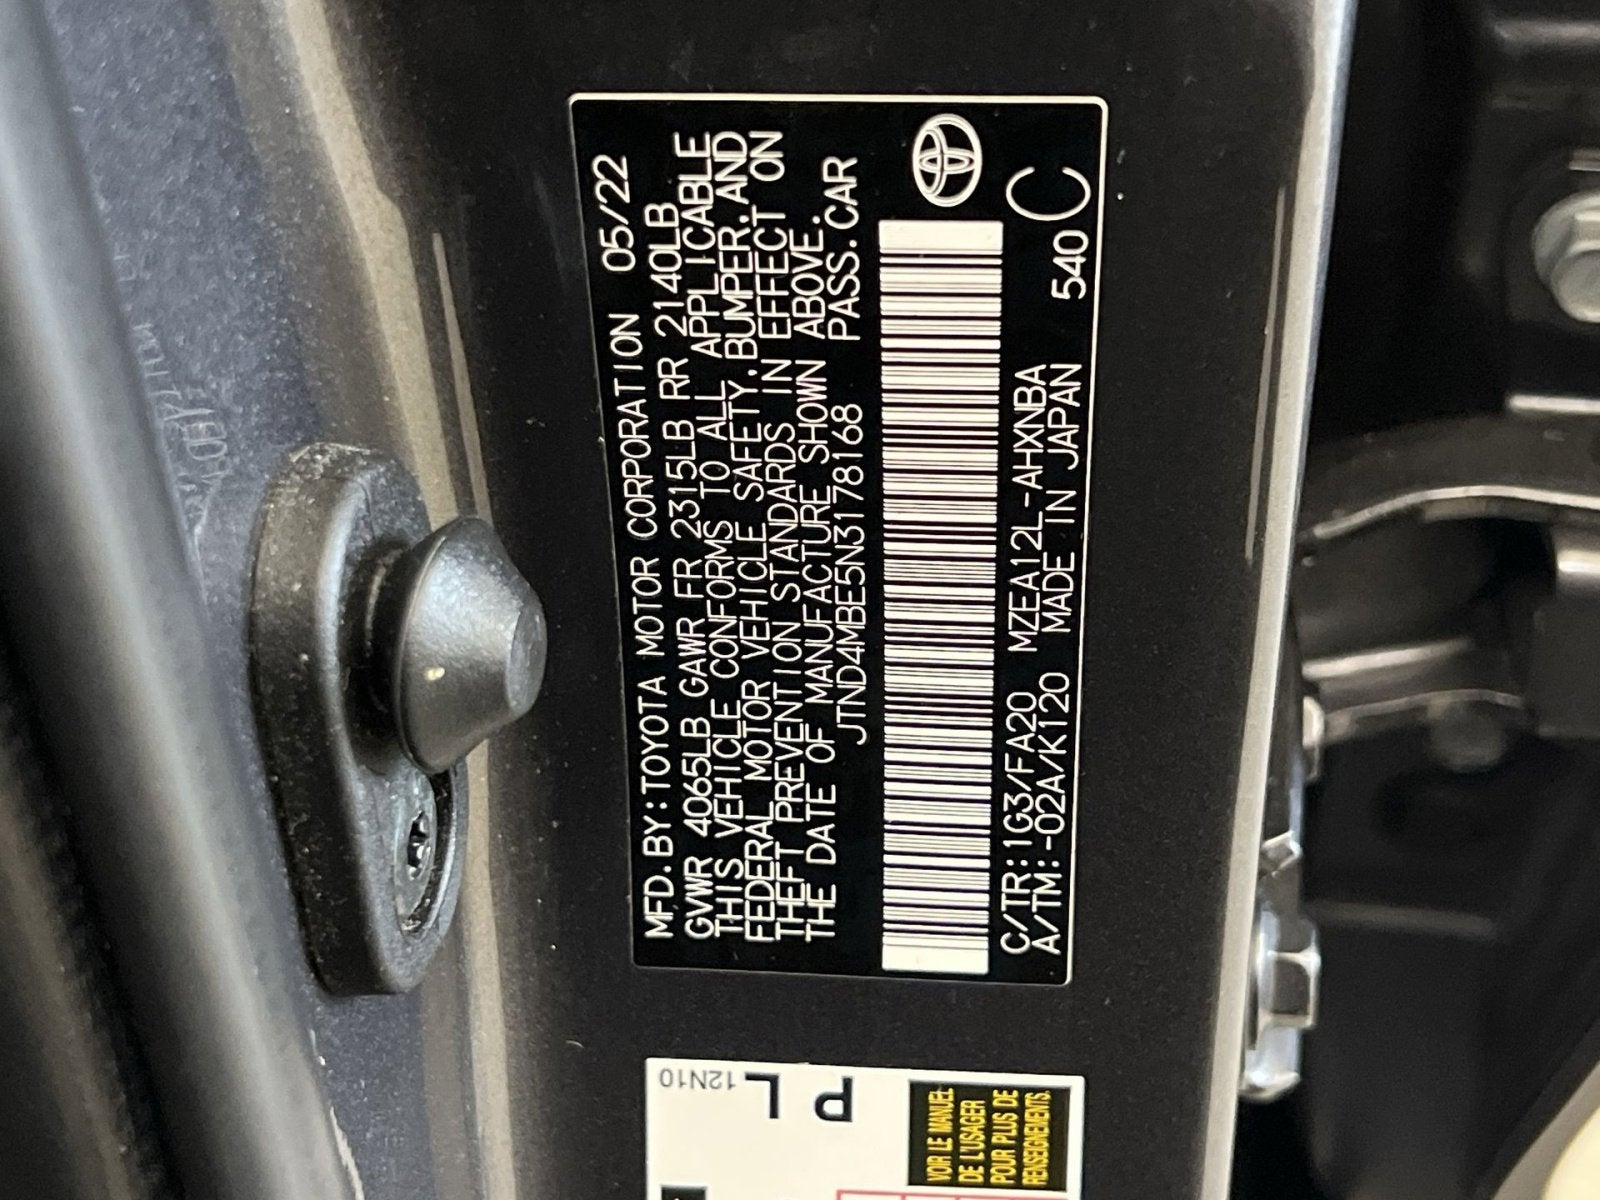 MFD.BY:TOYOTA MOTOR CORPORATION 05/22
GVWR 4065LB GAWR FR 2315LB RR 2140LB
THIS VEHICLE CONFORMS TO ALL APPLICABLE
FEDERAL MOTOR VEHICLE SAFETY,BUMPER,AND
THEFT PREVENTION STANDARDS IN EFFECT ON
THE DATE OF MANUFACTURE SHOWN ABOVE.
JTND4MBE5N3178168 PASS.CAR
C/TR:1G3/FA20 MZEA12L-AHXNBA 540 C
A/TM:-02A/K120 MADE IN JAPAN
12N10
P L
VOIR LE MANUEL
DE L'USAGER
POUR PLUS DE
RENSEIGNEMENTS.